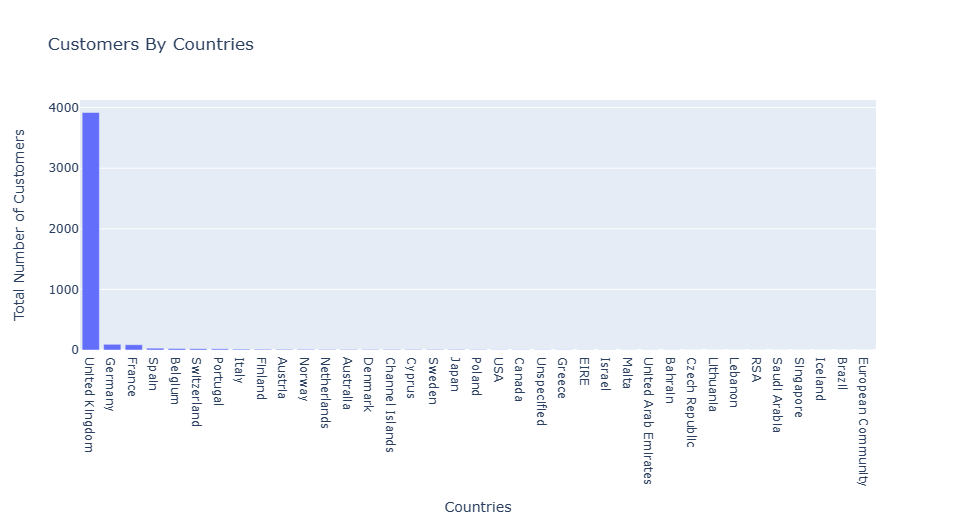 Customers By Countries
Total Number of Customers
4000
3000
2000
1000
0
United Kingdom
Germany
France
Spain
Belgium
Switzerland
Portugal
Italy
Finland
Austria
Norway
Netherlands
Australia
Denmark
Channel Islands
Cyprus
Sweden
Japan
Poland
USA
Canada
Unspecified
Greece
EIRE
Israel
Malta
United Arab Emirates
Bahrain
Czech Republic
Lithuania
Lebanon
RSA
Saudi Arabia
Singapore
Iceland
Brazil
European Community
Countries